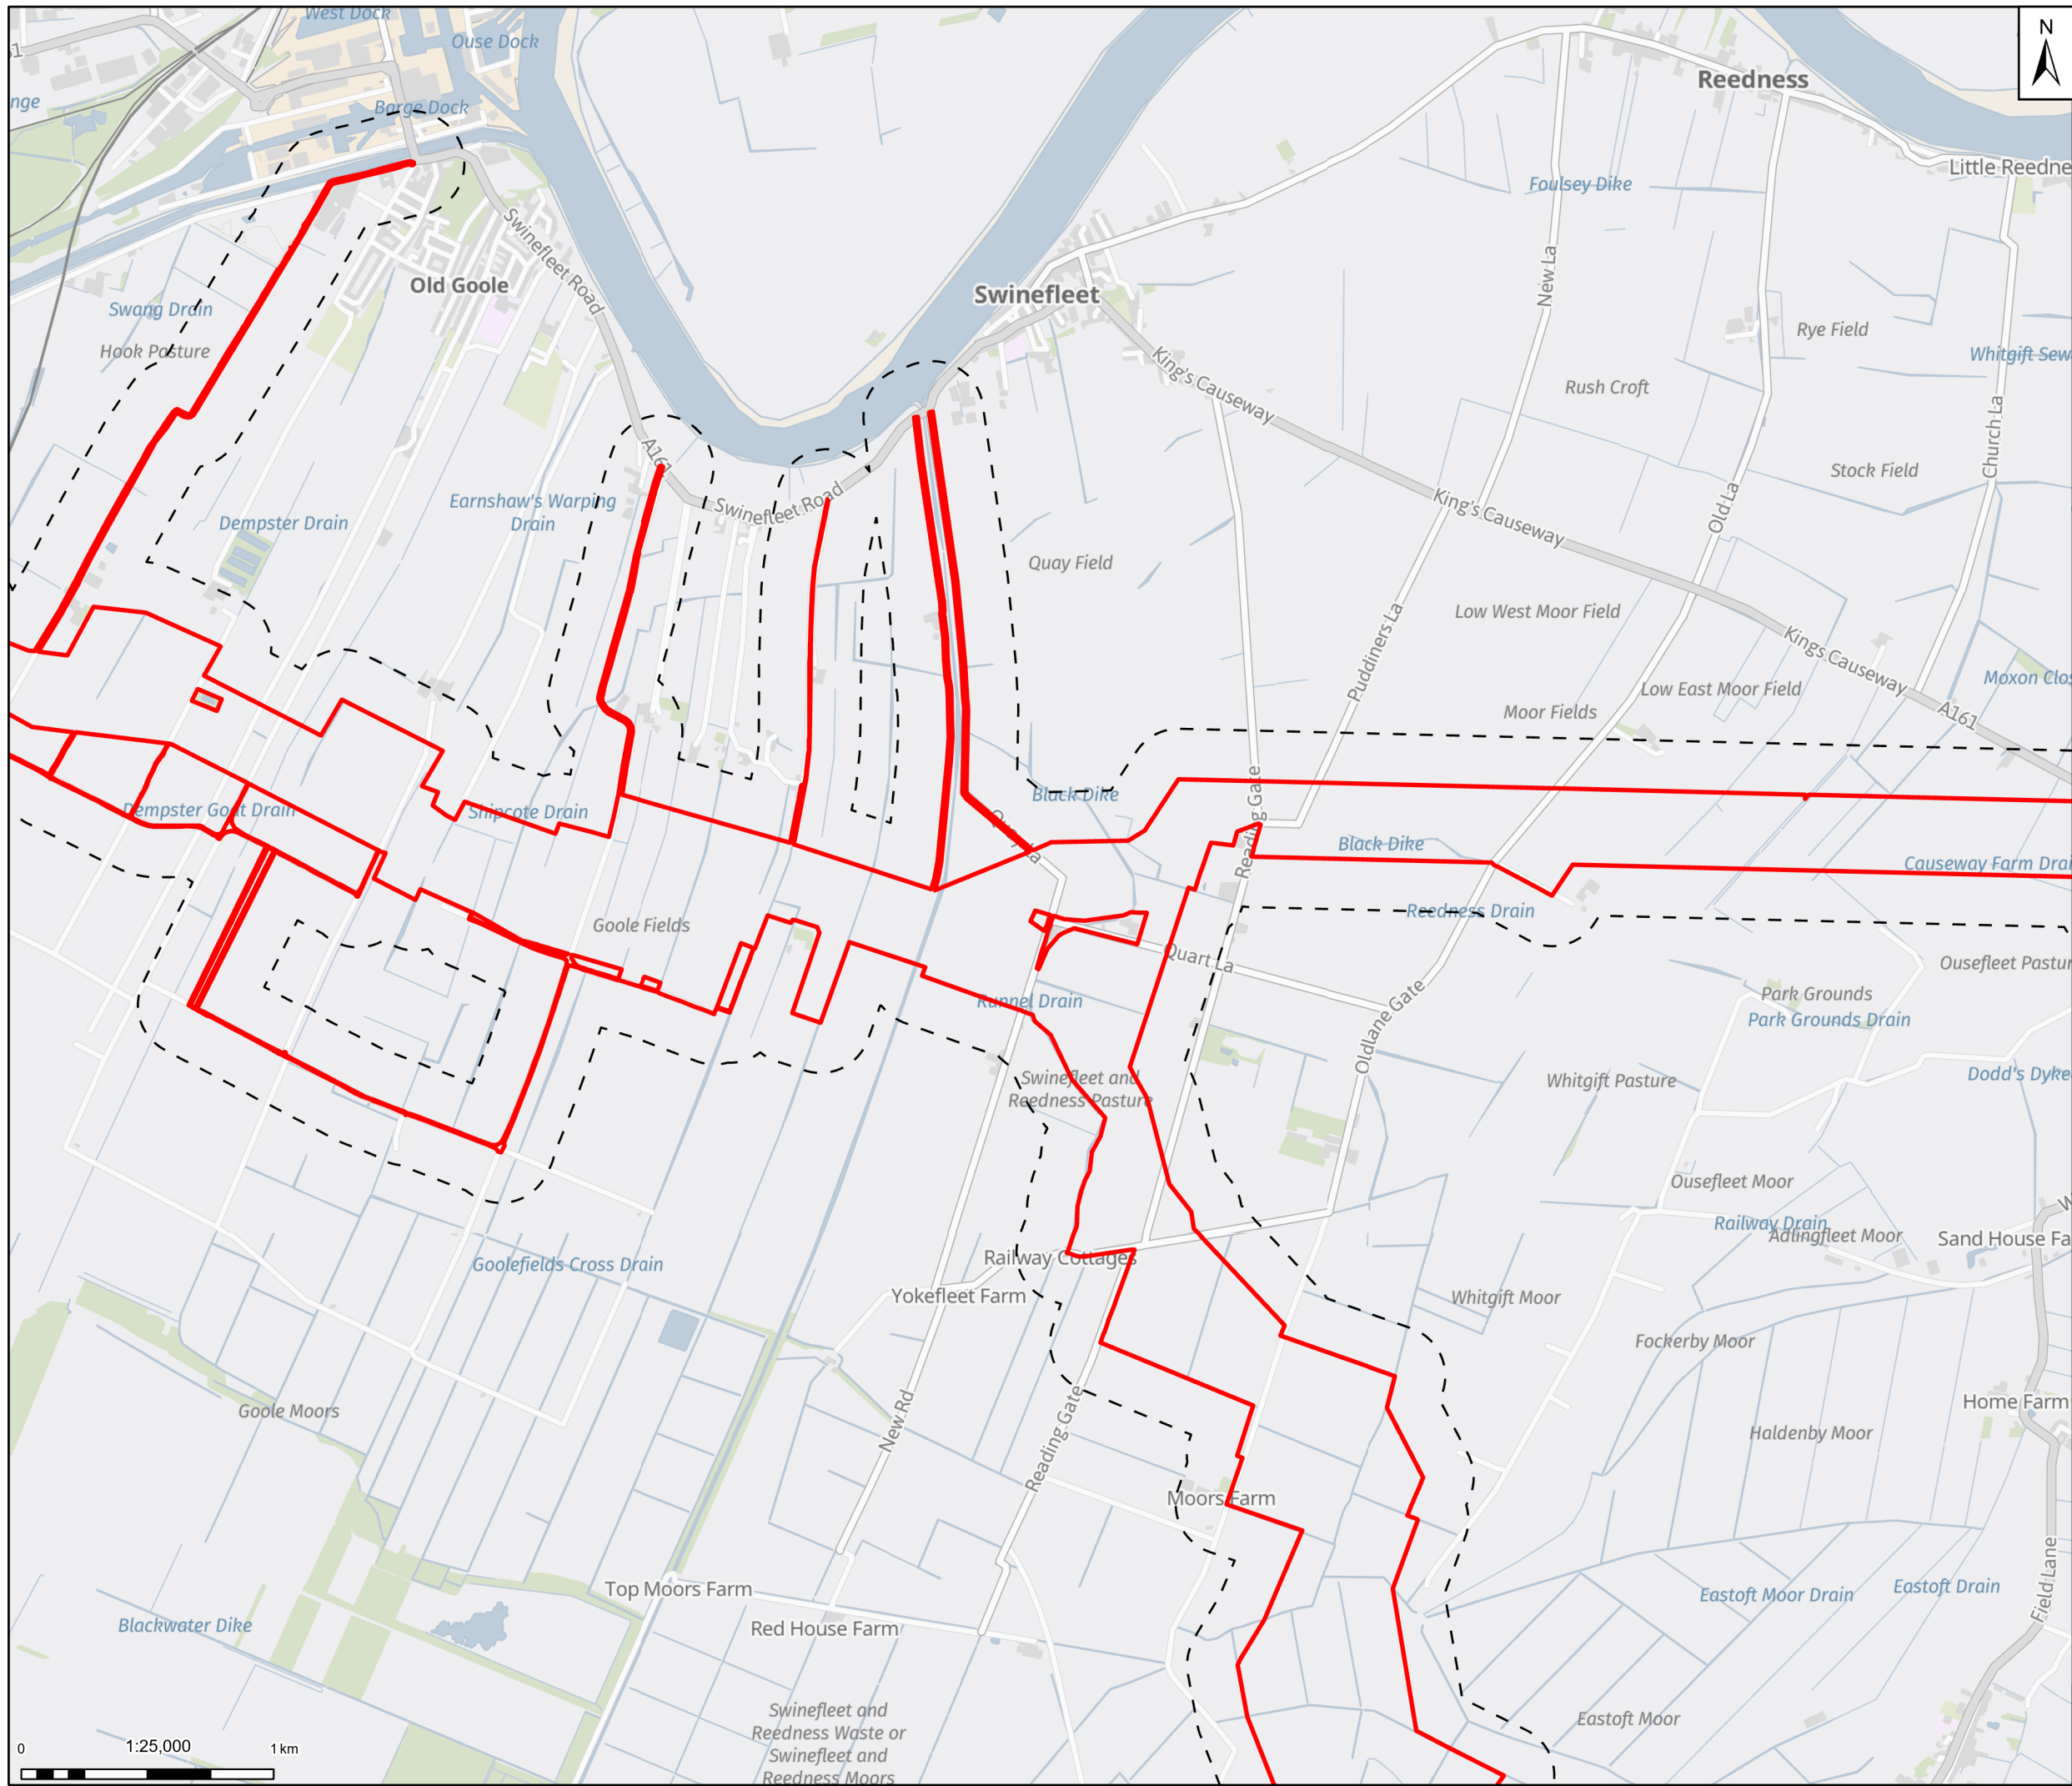 West Dock
Ouse Dock
N
Reedness
Barge Dock
Little Reedne
Foulsey Dike
Swinefleet Road
Old Goole
Swinefleet
New La
Swang Drain
Hook Pasture
Rye Field
Whitgift Sew
King's Causeway
Rush Croft
Church La
Stock Field
A161
Old La
Earnshaw's Warping
Drain
Swinefleet Road
King's Causeway
Dempster Drain
Quay Field
Low West Moor Field
Puddiners La
Kings Causeway
Moxon Clos
Low East Moor Field
Moor Fields
A161
Black Dike
Reading Gate
Dempster Goat Drain
Shipcote Drain
Quay La
Black Dike
Causeway Farm Drai
Goole Fields
Reedness Drain
Quart La
Ousefleet Pastur
Runnel Drain
Park Grounds
Park Grounds Drain
Oldlane Gate
Swinefleet and
Reedness Pasture
Whitgift Pasture
Dodd's Dyke
Ousefleet Moor
Railway Drain
Adlingfleet Moor
Sand House Fa
Railway Cottages
Goolefields Cross Drain
Yokefleet Farm
Whitgift Moor
Fockerby Moor
Goole Moors
New Rd
Reading Gate
Home Farm
Haldenby Moor
Moors Farm
Top Moors Farm
Eastoft Moor Drain
Eastoft Drain
Field Lane
Blackwater Dike
Red House Farm
Swinefleet and
Reedness Waste or
Swinefleet and
Reedness Moors
Eastoft Moor
0
1:25,000
1 km